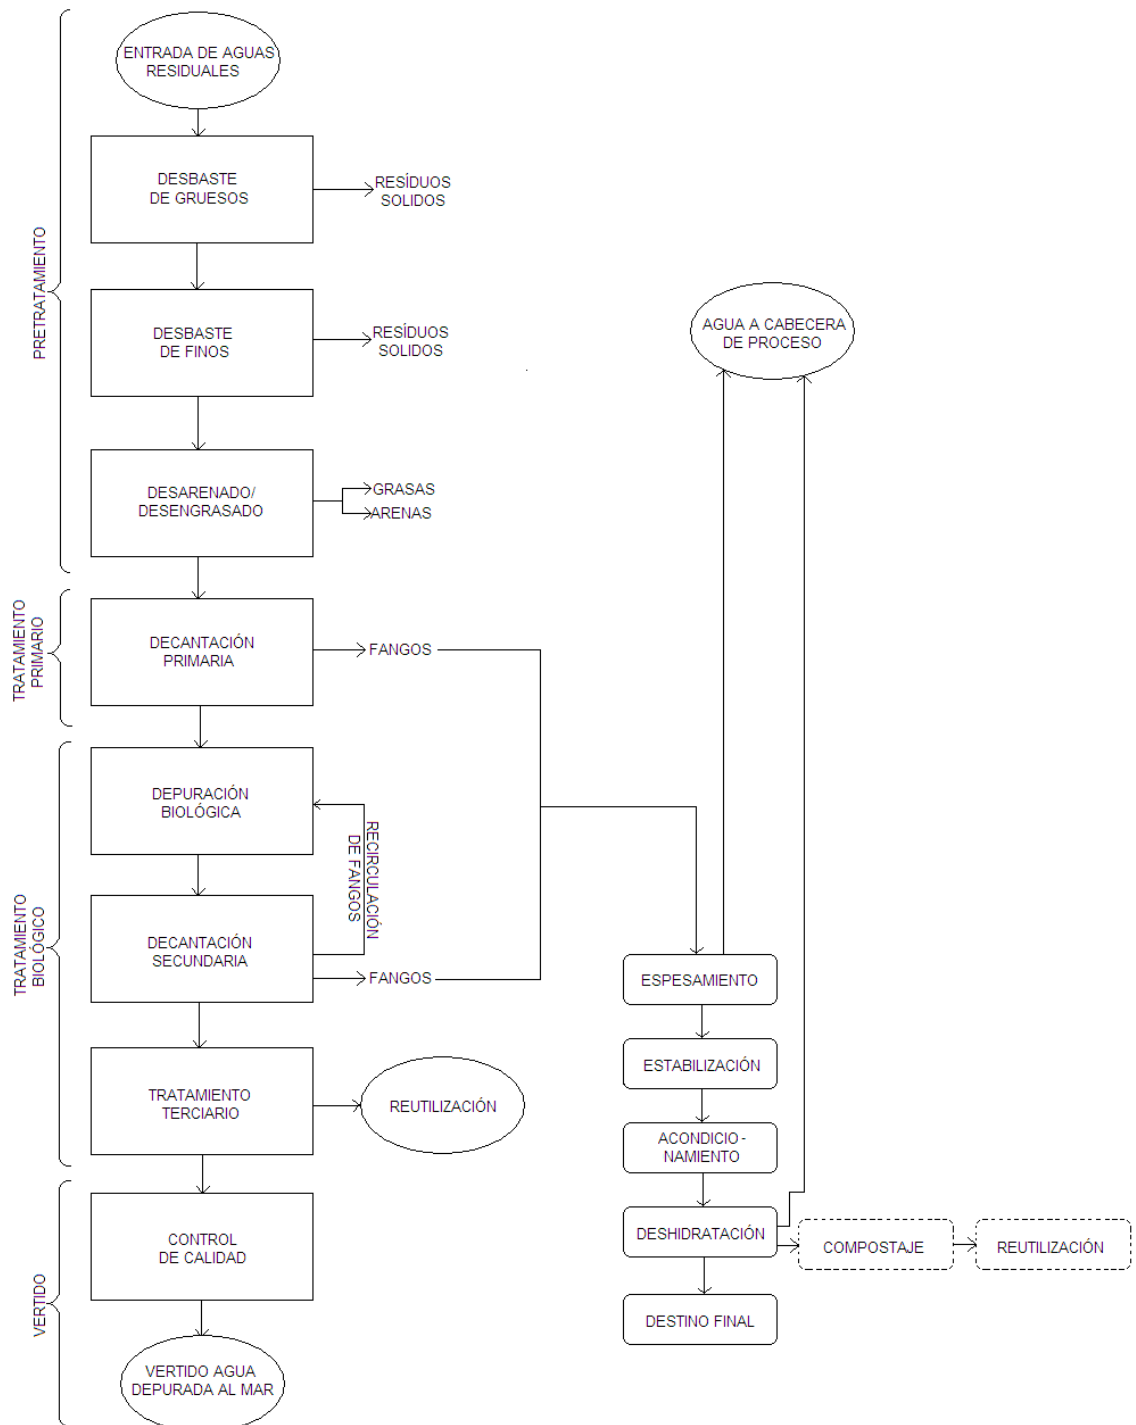 ENTRADA DE AGUAS
RESIDUALES
DESBASTE
DE GRUESOS
RESÍDUOS
SOLIDOS
PRETRATAMIENTO
DESBASTE
DE FINOS
RESÍDUOS
SOLIDOS
AGUA A CABECERA
DE PROCESO
DESARENADO/
DESENGRASADO
GRASAS
ARENAS
TRATAMIENTO
PRIMARIO
DECANTACIÓN
PRIMARIA
FANGOS
DEPURACIÓN
BIOLÓGICA
RECIRCULACIÓN
DE FANGOS
TRATAMIENTO
BIOLÓGICO
DECANTACIÓN
SECUNDARIA
FANGOS
ESPESAMIENTO
ESTABILIZACIÓN
TRATAMIENTO
TERCIARIO
REUTILIZACIÓN
ACONDICIO -
NAMIENTO
CONTROL
DE CALIDAD
DESHIDRATACIÓN
COMPOSTAJE
REUTILIZACIÓN
VERTIDO
DESTINO FINAL
VERTIDO AGUA
DEPURADA AL MAR